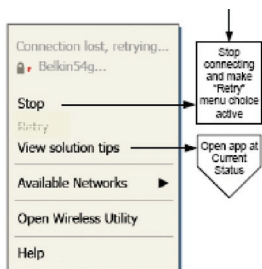 Connection lost, retrying...
Belkin54g...
Stop
Retry
View solution tips
Available Networks
Open Wireless Utility
Help
Stop
connecting
and make
"Retry"
menu choice
active
Open app at
Current
Status